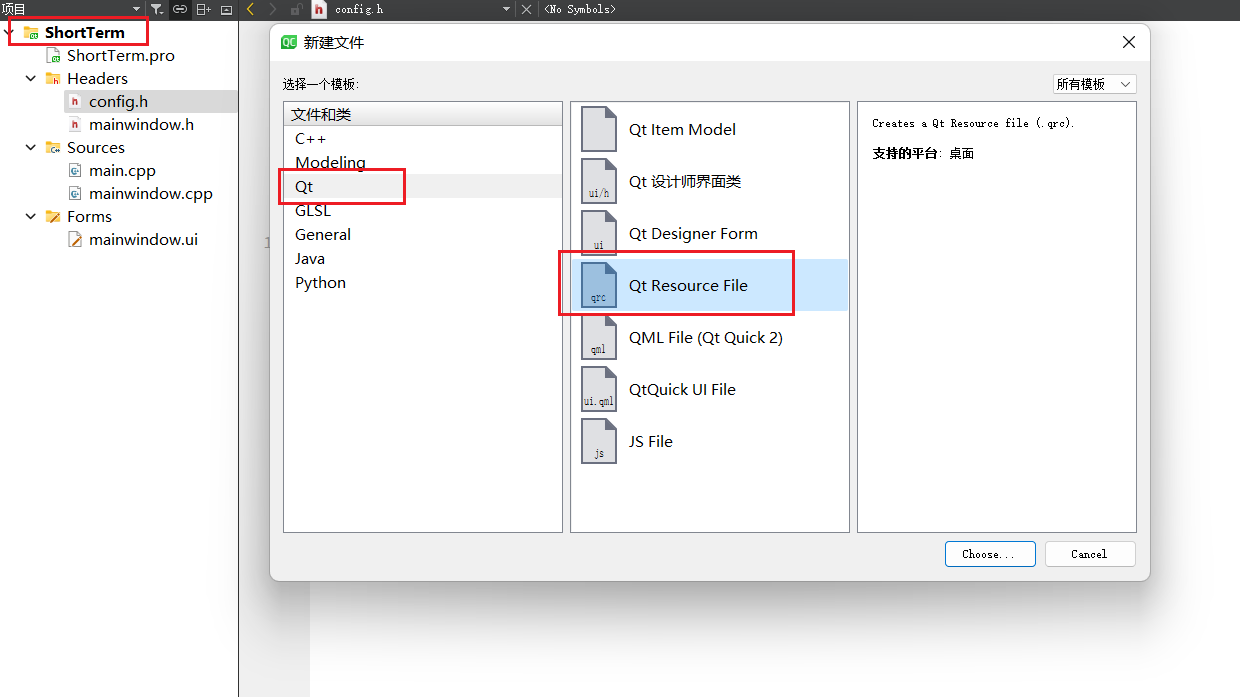 项目
config.h
<No Symbols>
ShortTerm
ShortTerm.pro
Headers
config.h
mainwindow.h
Sources
main.cpp
mainwindow.cpp
Forms
mainwindow.ui
1
新建文件
选择一个模板:
所有模板
文件和类
C++
Modeling
Qt
GLSL
General
Java
Python
Qt Item Model
ui/h
Qt 设计师界面类
ui
Qt Designer Form
qrc
Qt Resource File
qml
QML File (Qt Quick 2)
ui.qml
QtQuick UI File
js
JS File
Creates a Qt Resource file (.qrc).
支持的平台: 桌面
Choose...
Cancel